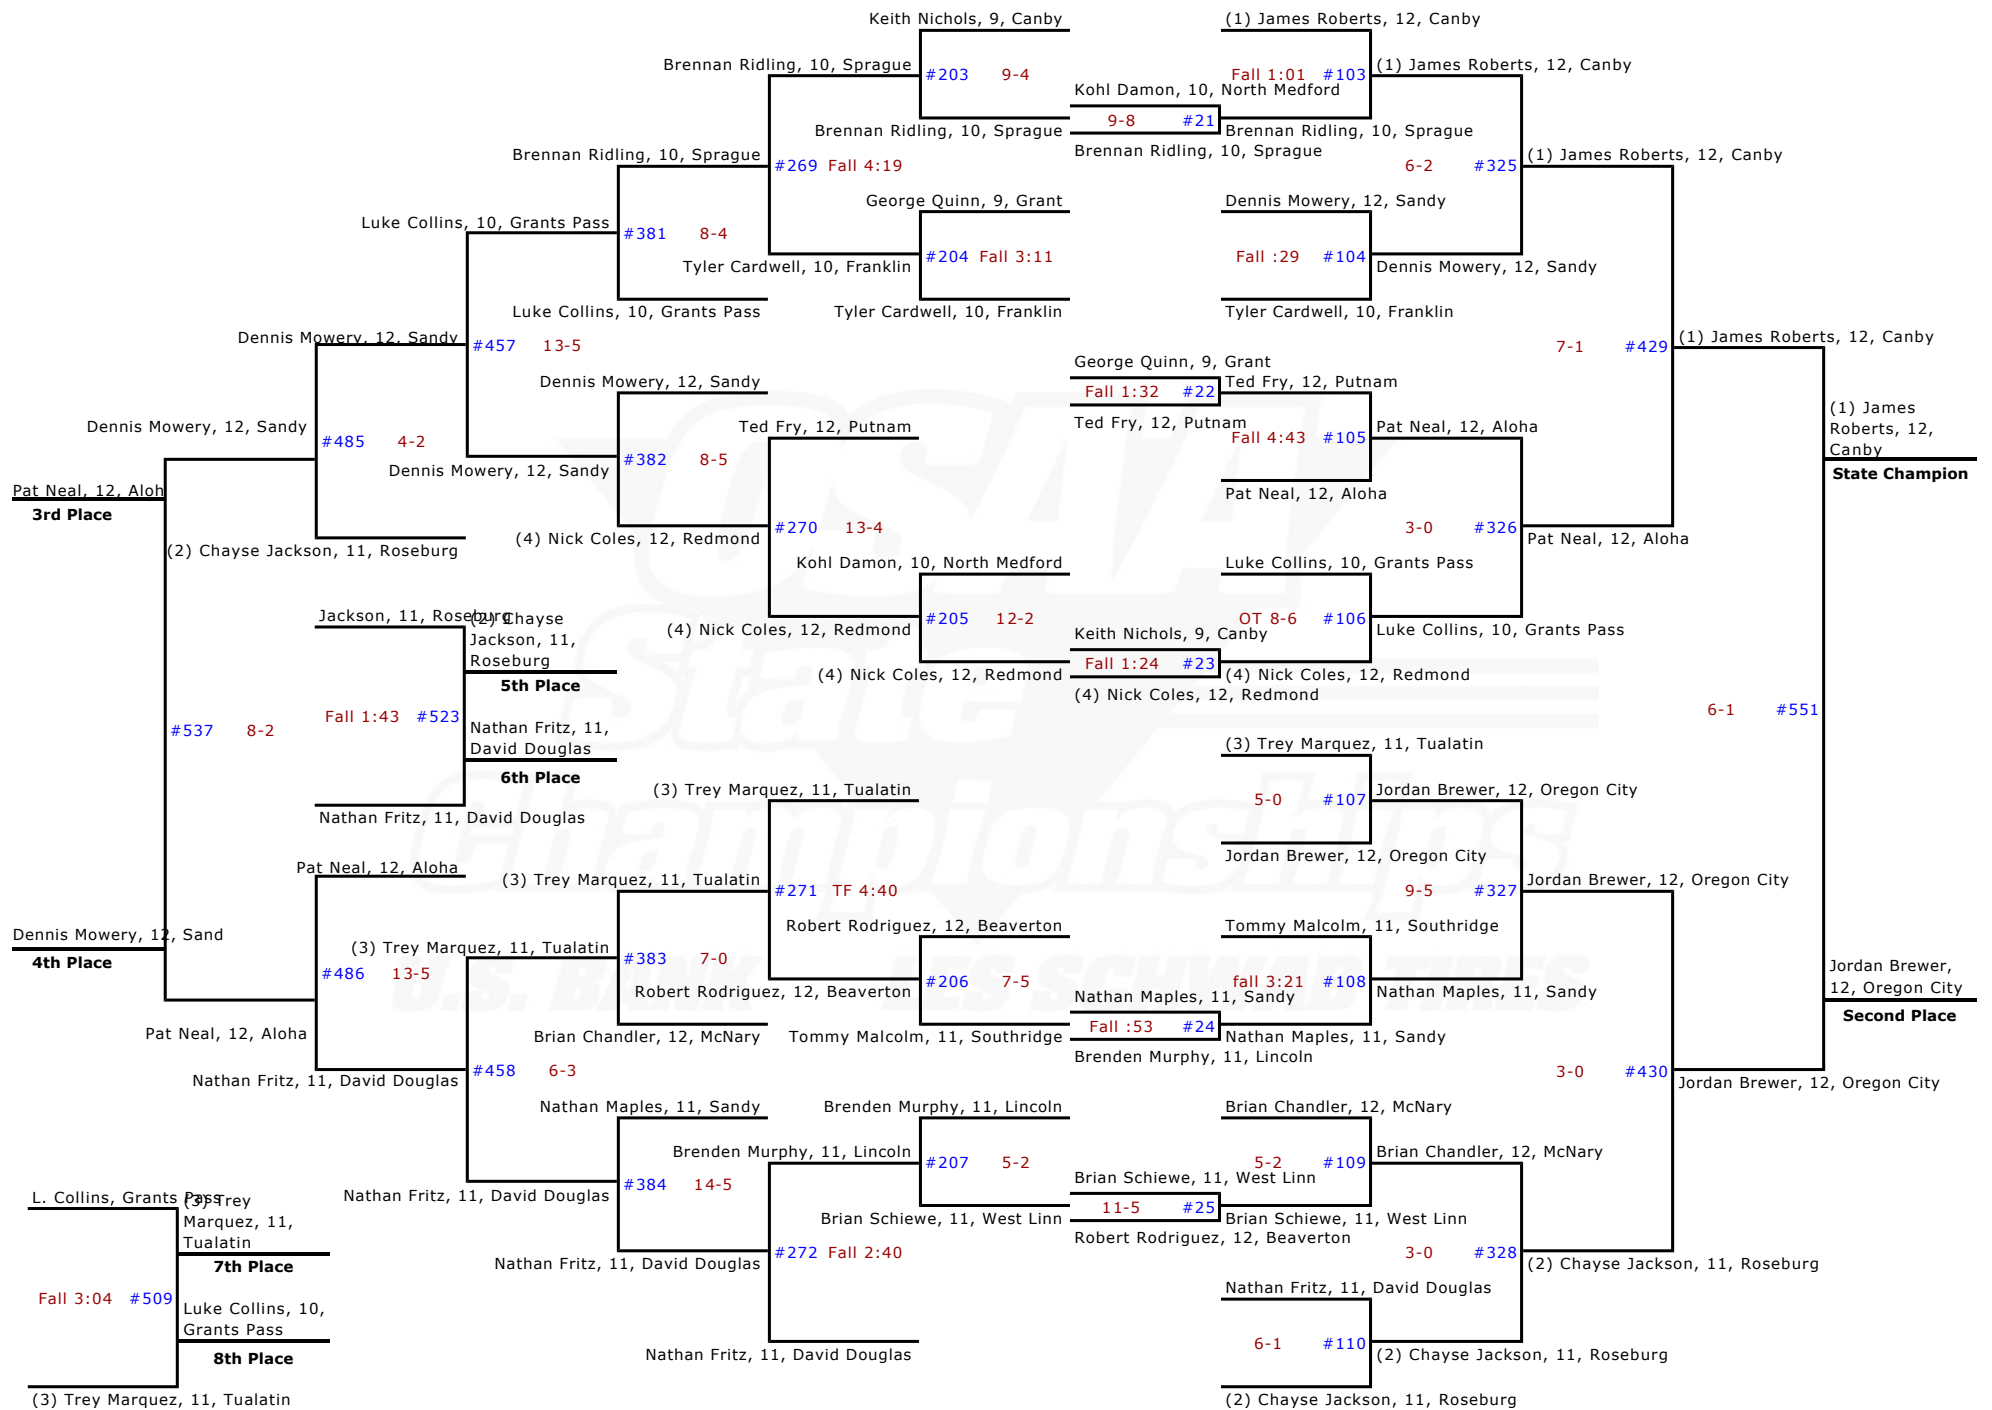 Keith Nichols, 9, Canby
(1) James Roberts, 12, Canby
Brennan Ridling, 10, Sprague
#203 9-4
Fall 1:01 #103
(1) James Roberts, 12, Canby
Kohl Damon, 10, North Medford
9-8 #21
Brennan Ridling, 10, Sprague
Brennan Ridling, 10, Sprague
Brennan Ridling, 10, Sprague
Brennan Ridling, 10, Sprague
#269 Fall 4:19
6-2 #325
(1) James Roberts, 12, Canby
George Quinn, 9, Grant
Dennis Mowery, 12, Sandy
Luke Collins, 10, Grants Pass
#381 8-4
#204 Fall 3:11
Fall :29 #104
Tyler Cardwell, 10, Franklin
Dennis Mowery, 12, Sandy
Luke Collins, 10, Grants Pass
Tyler Cardwell, 10, Franklin
Tyler Cardwell, 10, Franklin
Dennis Mowery, 12, Sandy
#457 13-5
7-1 #429
(1) James Roberts, 12, Canby
George Quinn, 9, Grant
Dennis Mowery, 12, Sandy
Fall 1:32 #22
Ted Fry, 12, Putnam
(1) James
Roberts, 12,
Canby
State Champion
Dennis Mowery, 12, Sandy
#485 4-2
Ted Fry, 12, Putnam
Ted Fry, 12, Putnam
Fall 4:43 #105
Pat Neal, 12, Aloha
#382 8-5
Dennis Mowery, 12, Sandy
Pat Neal, 12, Aloh
3rd Place
Pat Neal, 12, Aloha
OSAA
#270 13-4
3-0 #326
(4) Nick Coles, 12, Redmond
Pat Neal, 12, Aloha
(2) Chayse Jackson, 11, Roseburg
Kohl Damon, 10, North Medford
Luke Collins, 10, Grants Pass
Jackson, 11, Roseburg
(2) Chayse
Jackson, 11,
Roseburg
5th Place
#205 12-2
OT 8-6 #106
State
(4) Nick Coles, 12, Redmond
Keith Nichols, 9, Canby
Luke Collins, 10, Grants Pass
Fall 1:24 #23
(4) Nick Coles, 12, Redmond
(4) Nick Coles, 12, Redmond
(4) Nick Coles, 12, Redmond
6-1 #551
#537 8-2
Fall 1:43 #523
Nathan Fritz, 11,
David Douglas
6th Place
(3) Trey Marquez, 11, Tualatin
(3) Trey Marquez, 11, Tualatin
5-0 #107
Jordan Brewer, 12, Oregon City
Nathan Fritz, 11, David Douglas
Championships
Jordan Brewer, 12, Oregon City
Pat Neal, 12, Aloha
(3) Trey Marquez, 11, Tualatin
#271 TF 4:40
9-5 #327
Jordan Brewer, 12, Oregon City
Robert Rodriguez, 12, Beaverton
Tommy Malcolm, 11, Southridge
Dennis Mowery, 12, Sand
4th Place
(3) Trey Marquez, 11, Tualatin
#486 13-5
#383 7-0
U.S. BANK LES SCHWAB TIRES
#206 7-5
fall 3:21 #108
Robert Rodriguez, 12, Beaverton
Nathan Maples, 11, Sandy
Nathan Maples, 11, Sandy
Jordan Brewer,
12, Oregon City
Second Place
Pat Neal, 12, Aloha
Brian Chandler, 12, McNary
Tommy Malcolm, 11, Southridge
Fall :53 #24
Nathan Maples, 11, Sandy
Brenden Murphy, 11, Lincoln
Nathan Fritz, 11, David Douglas
#458 6-3
3-0 #430
Jordan Brewer, 12, Oregon City
Nathan Maples, 11, Sandy
Brenden Murphy, 11, Lincoln
Brian Chandler, 12, McNary
Brenden Murphy, 11, Lincoln
#207 5-2
5-2 #109
Brian Chandler, 12, McNary
#384 14-5
Brian Schiewe, 11, West Linn
Nathan Fritz, 11, David Douglas
11-5 #25
Brian Schiewe, 11, West Linn
Brian Schiewe, 11, West Linn
Robert Rodriguez, 12, Beaverton
L. Collins, Grants Pass
(3) Trey
Marquez, 11,
Tualatin
7th Place
#272 Fall 2:40
3-0 #328
Nathan Fritz, 11, David Douglas
(2) Chayse Jackson, 11, Roseburg
Fall 3:04 #509
Nathan Fritz, 11, David Douglas
Luke Collins, 10,
Grants Pass
8th Place
6-1 #110
Nathan Fritz, 11, David Douglas
(2) Chayse Jackson, 11, Roseburg
(3) Trey Marquez, 11, Tualatin
(2) Chayse Jackson, 11, Roseburg